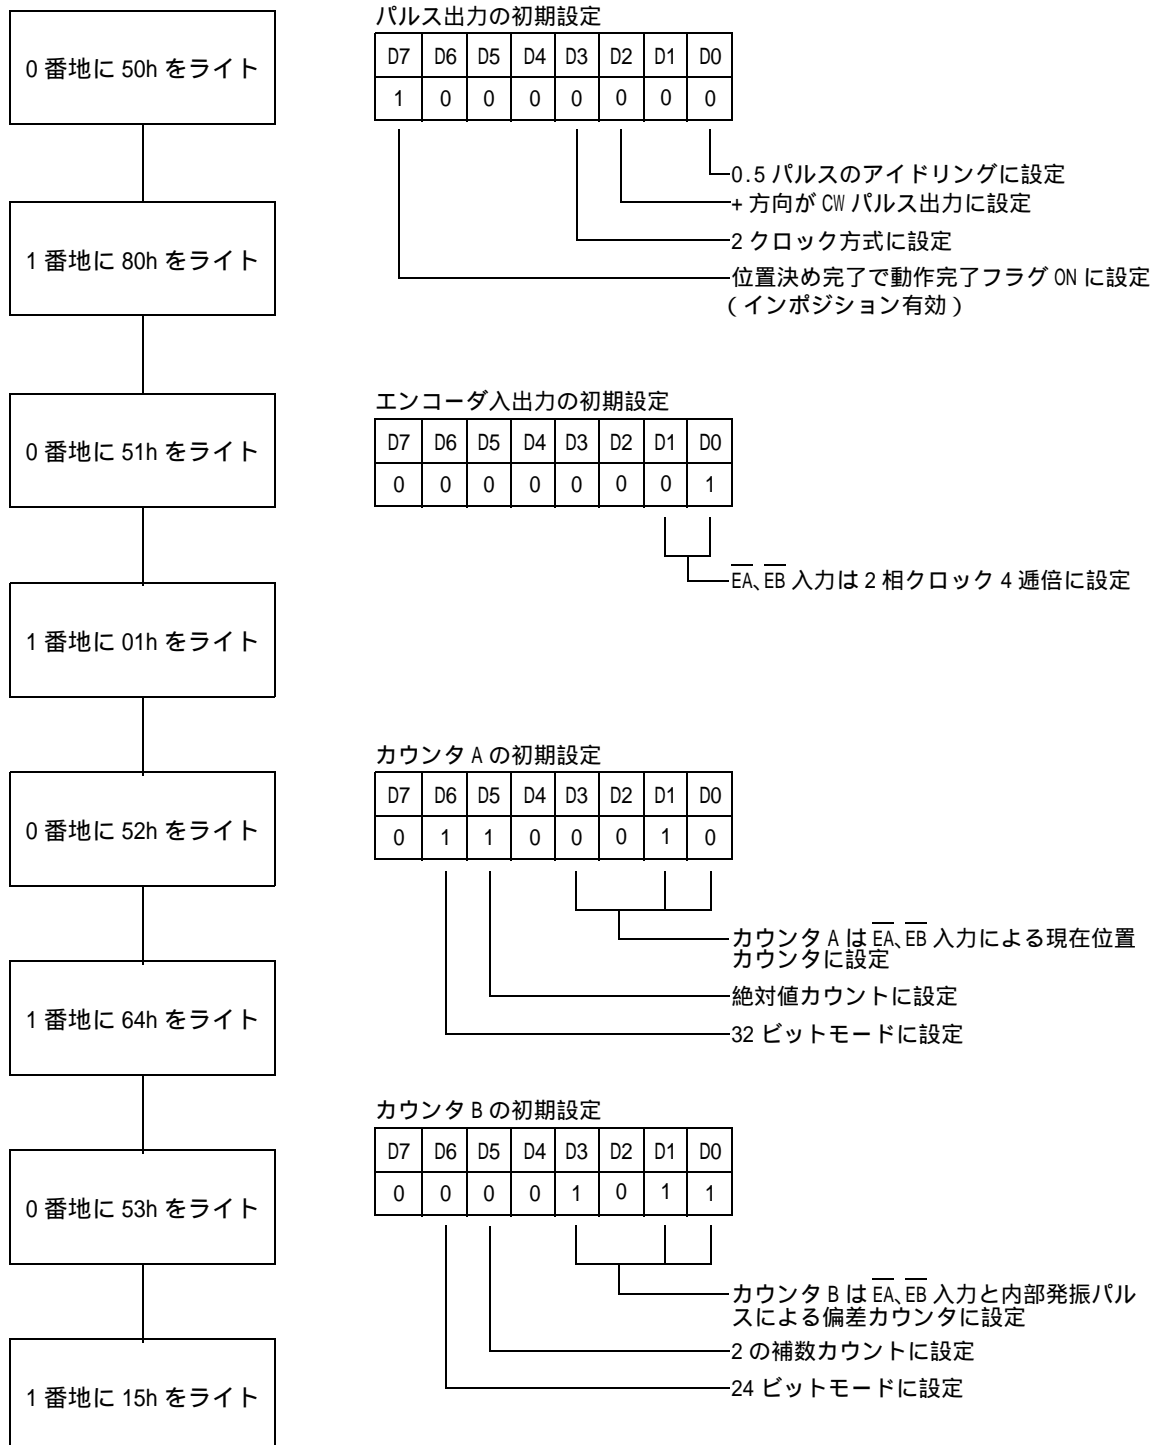 0 番地に 50h をライト
1 番地に 80h をライト
0 番地に 51h をライト
1 番地に 01h をライト
0 番地に 52h をライト
1 番地に 64h をライト
0 番地に 53h をライト
1 番地に 15h をライト
パルス出力の初期設定
D7 D6 D5 D4 D3 D2 D1 D0
1 0 0 0 0 0 0 0
0.5 パルスのアイドリングに設定
+ 方向が CW パルス出力に設定
2 クロック方式に設定
位置決め完了で動作完了フラグ ON に設定
( インポジション有効 )
エンコーダ入出力の初期設定
D7 D6 D5 D4 D3 D2 D1 D0
0 0 0 0 0 0 0 1
E̅A̅、E̅B̅ 入力は 2 相クロック 4 逓倍に設定
カウンタ A の初期設定
D7 D6 D5 D4 D3 D2 D1 D0
0 1 1 0 0 0 1 0
カウンタ A は E̅A̅、E̅B̅ 入力による現在位置
カウンタに設定
絶対値カウントに設定
32 ビットモードに設定
カウンタ B の初期設定
D7 D6 D5 D4 D3 D2 D1 D0
0 0 0 0 1 0 1 1
カウンタ B は E̅A̅、E̅B̅ 入力と内部発振パル
スによる偏差カウンタに設定
2 の補数カウントに設定
24 ビットモードに設定